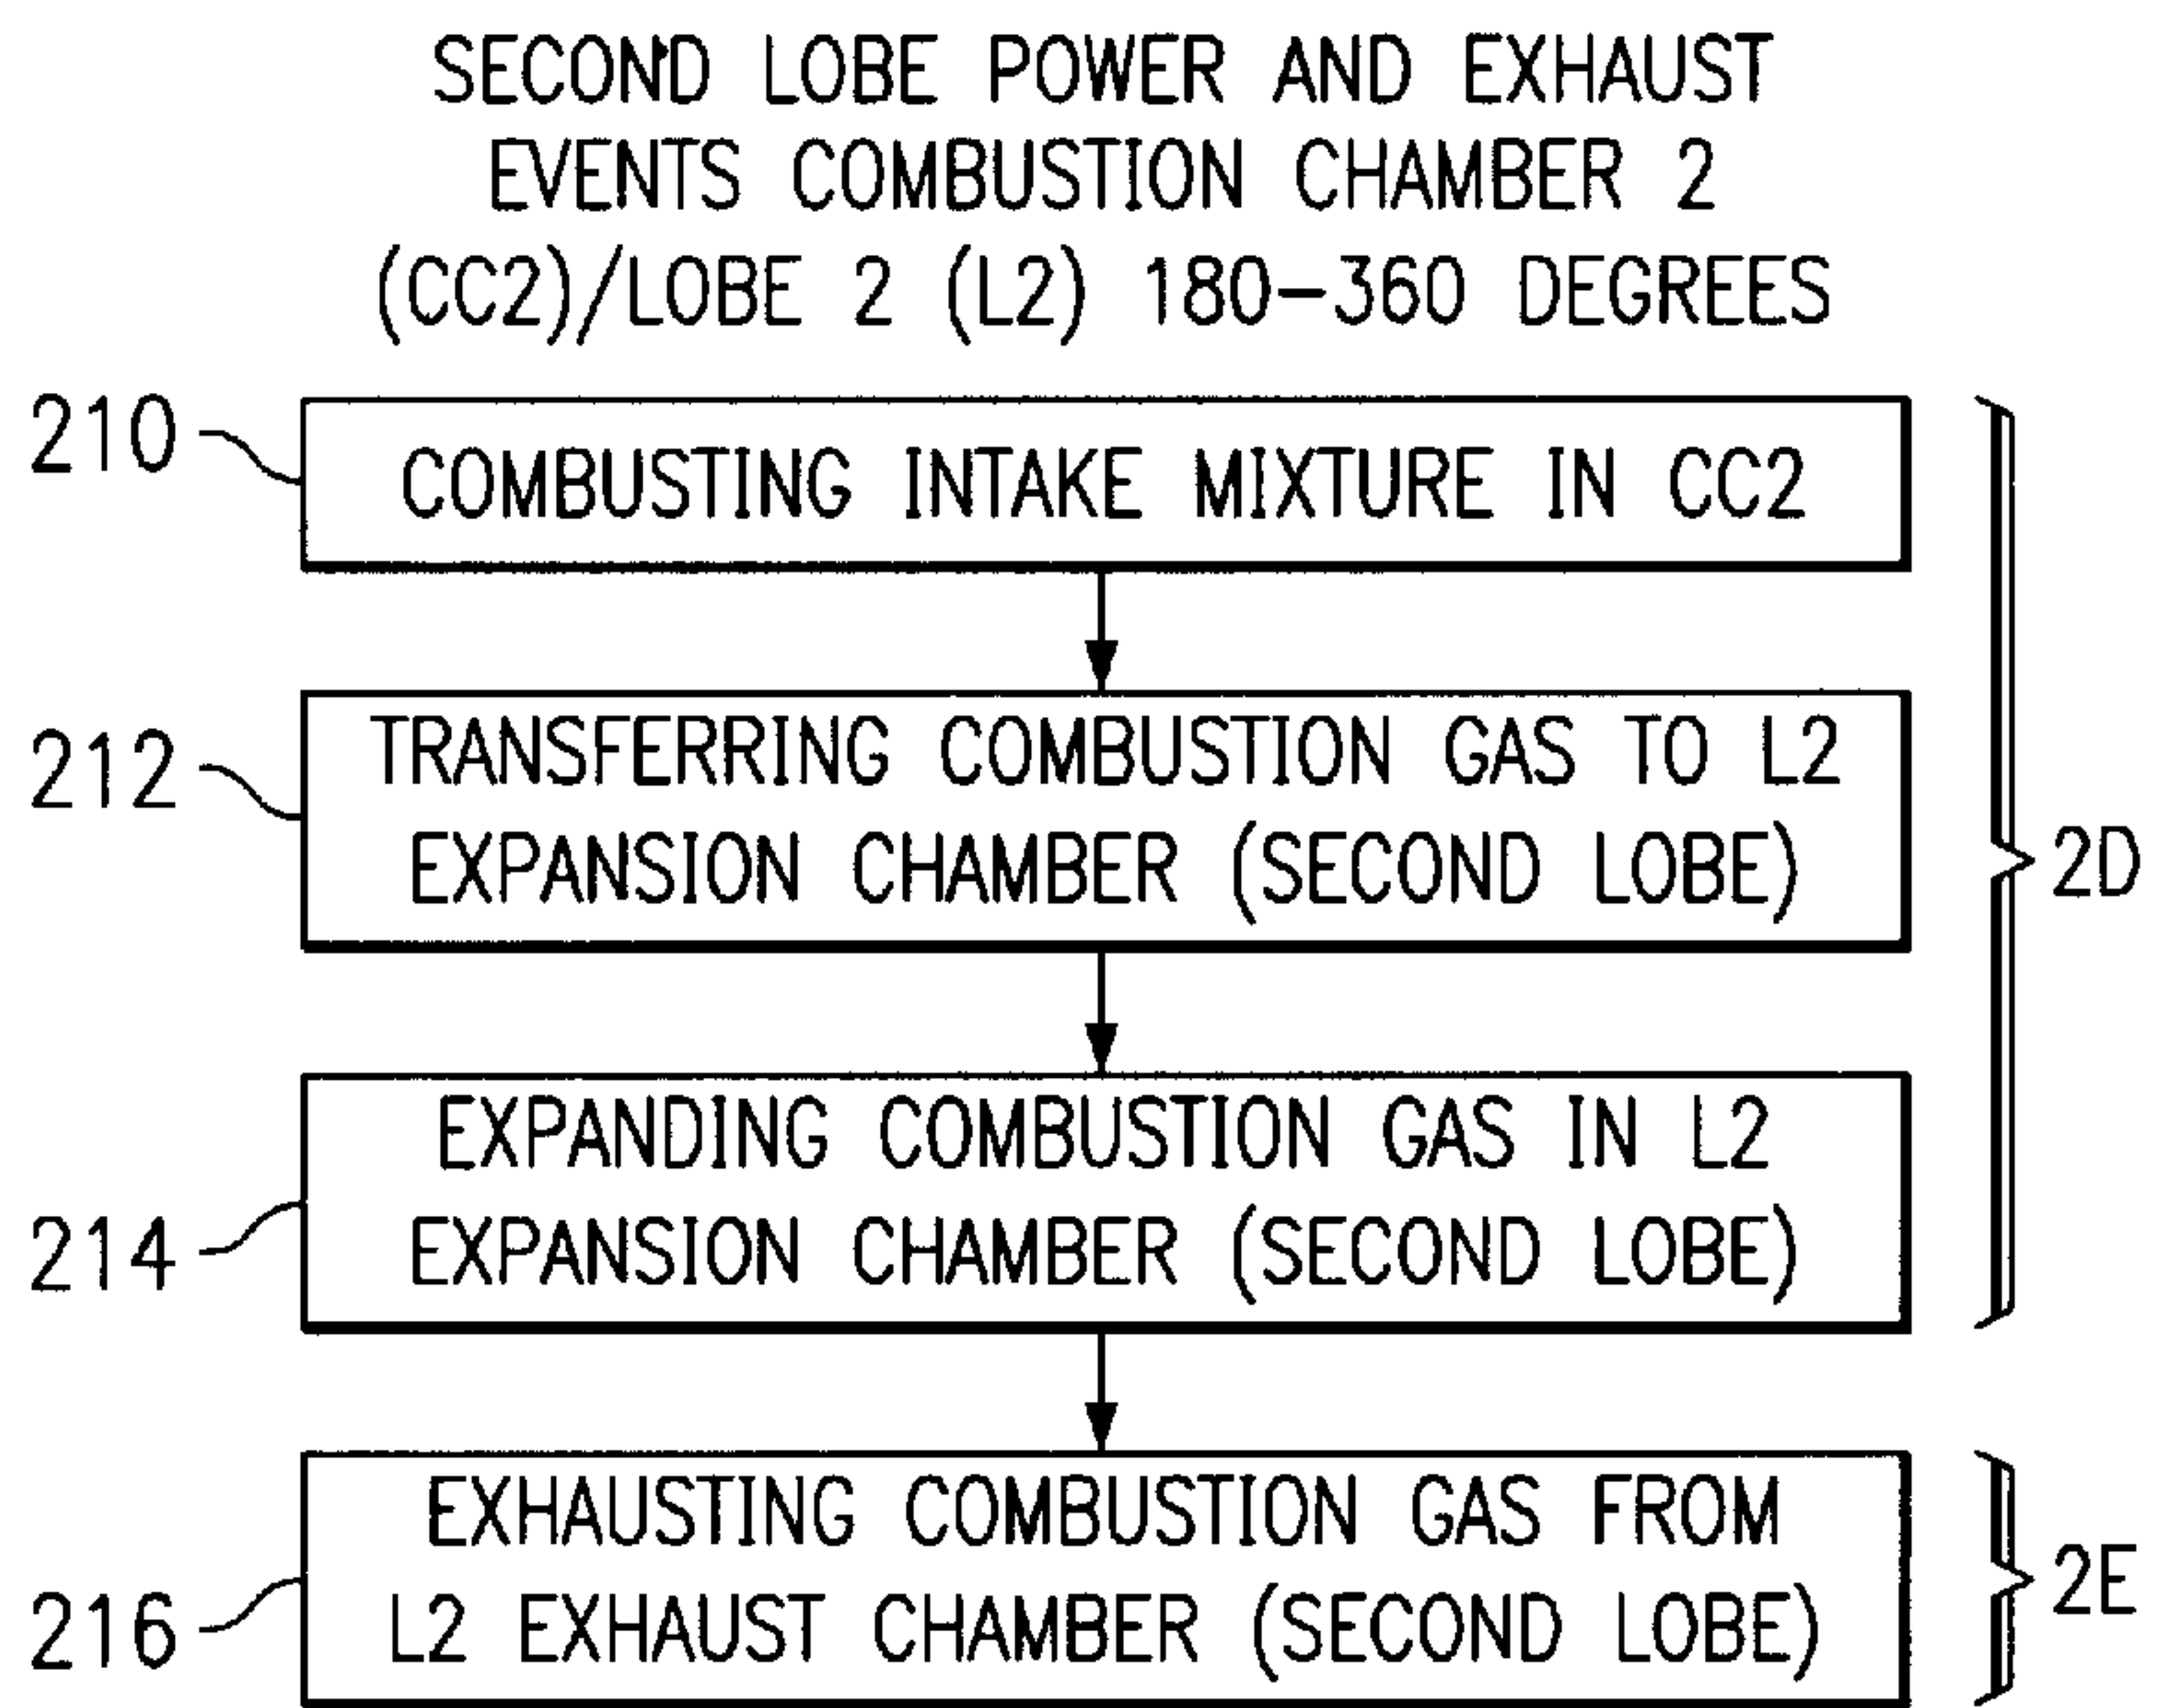 SECOND LOBE POWER AND EXHAUST
EVENTS COMBUSTION CHAMBER 2
(CC2)/LOBE 2 (L2) 180-360 DEGREES
210
COMBUSTING INTAKE MIXTURE IN CC2
212
TRANSFERRING COMBUSTION GAS TO L2
EXPANSION CHAMBER (SECOND LOBE)
2D
214
EXPANDING COMBUSTION GAS IN L2
EXPANSION CHAMBER (SECOND LOBE)
216
EXHAUSTING COMBUSTION GAS FROM
L2 EXHAUST CHAMBER (SECOND LOBE)
2E